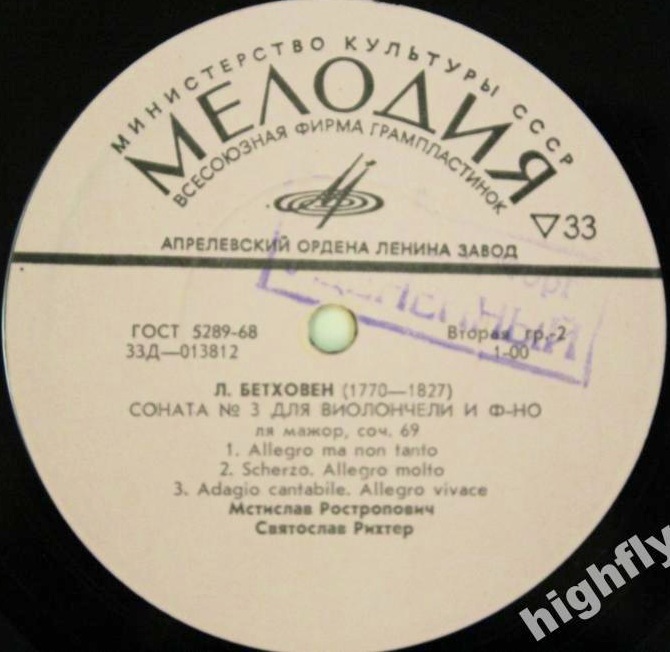 МИНИСТЕРСТВО КУЛЬТУРЫ СССР
МЕЛОДИЯ
ВСЕСОЮЗНАЯ ФИРМА ГРАМПЛАСТИНОК
▽33
АПРЕЛЕВСКИЙ ОРДЕНА ЛЕНИНА ЗАВОД
ГОСТ 5289-68 Вторая гр.-2
33Д—013812 1-00
Л. БЕТХОВЕН (1770—1827)
СОНАТА № 3 ДЛЯ ВИОЛОНЧЕЛИ И Ф-НО
ля мажор, соч. 69
1. Allegro ma non tanto
2. Scherzo. Allegro molto
3. Adagio cantabile. Allegro vivace
Мстислав Ростропович
Святослав Рихтер
highfly